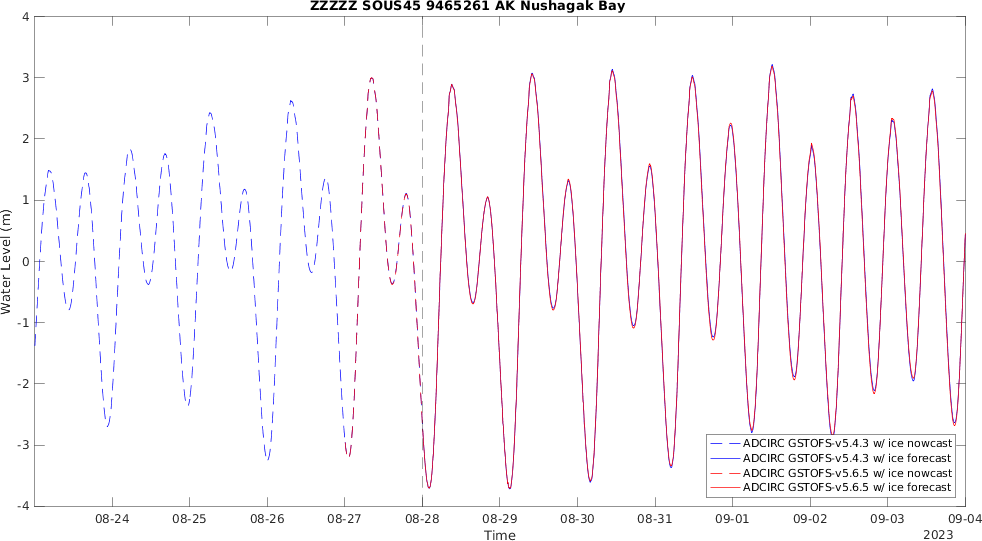 ZZZZZ SOUS45 9465261 AK Nushagak Bay
4
3
2
1
0
-1
-2
-3
-4
Water Level (m)
ADCIRC GSTOFS-v5.4.3 w/ ice nowcast
ADCIRC GSTOFS-v5.4.3 w/ ice forecast
ADCIRC GSTOFS-v5.6.5 w/ ice nowcast
ADCIRC GSTOFS-v5.6.5 w/ ice forecast
08-24 08-25 08-26 08-27 08-28 08-29 08-30 08-31 09-01 09-02 09-03 09-04
Time
2023